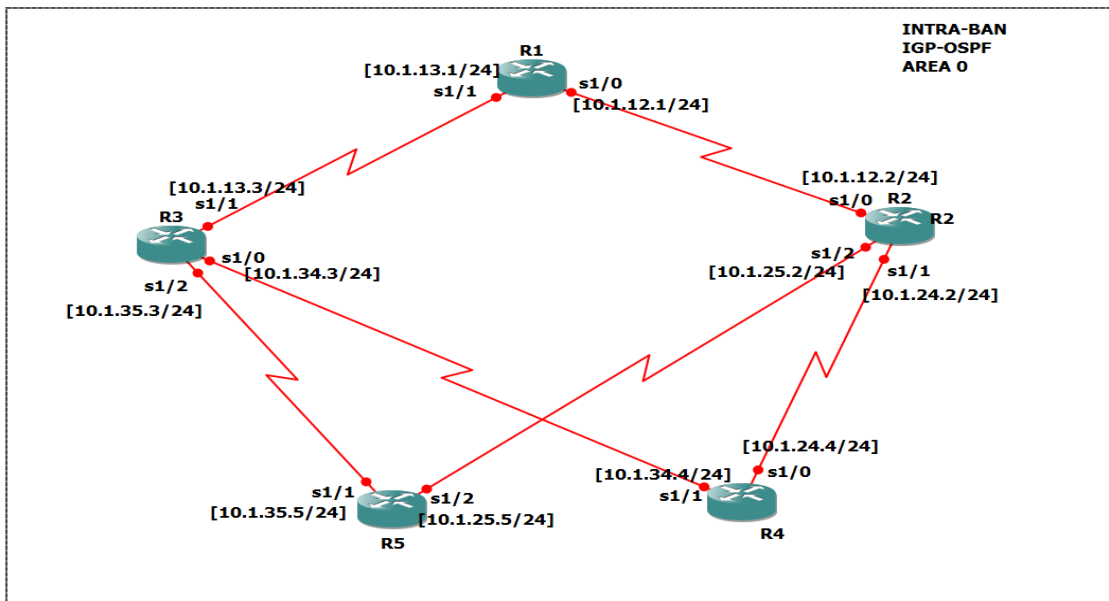 INTRA-BAN
IGP-OSPF
AREA 0
R1
[10.1.13.1/24]
s1/1
s1/0
[10.1.12.1/24]
[10.1.13.3/24]
s1/1
R3
s1/0
[10.1.34.3/24]
s1/2
[10.1.35.3/24]
[10.1.12.2/24]
s1/0
R2
R2
s1/2
[10.1.25.2/24]
s1/1
[10.1.24.2/24]
s1/1
[10.1.35.5/24]
s1/2
[10.1.25.5/24]
R5
[10.1.24.4/24]
s1/0
[10.1.34.4/24]
s1/1
R4